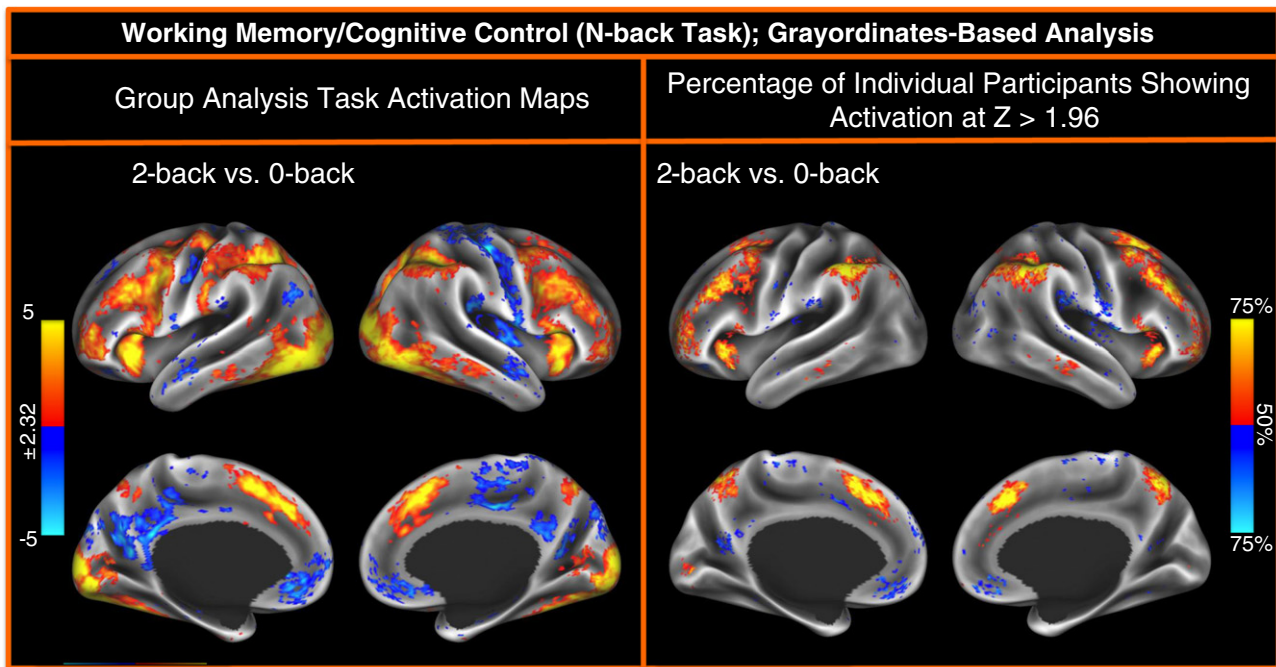 Working Memory/Cognitive Control (N-back Task); Grayordinates-Based Analysis
Group Analysis Task Activation Maps
Percentage of Individual Participants Showing
Activation at Z > 1.96
2-back vs. 0-back
5
±2.32
-5
2-back vs. 0-back
75%
50%
75%